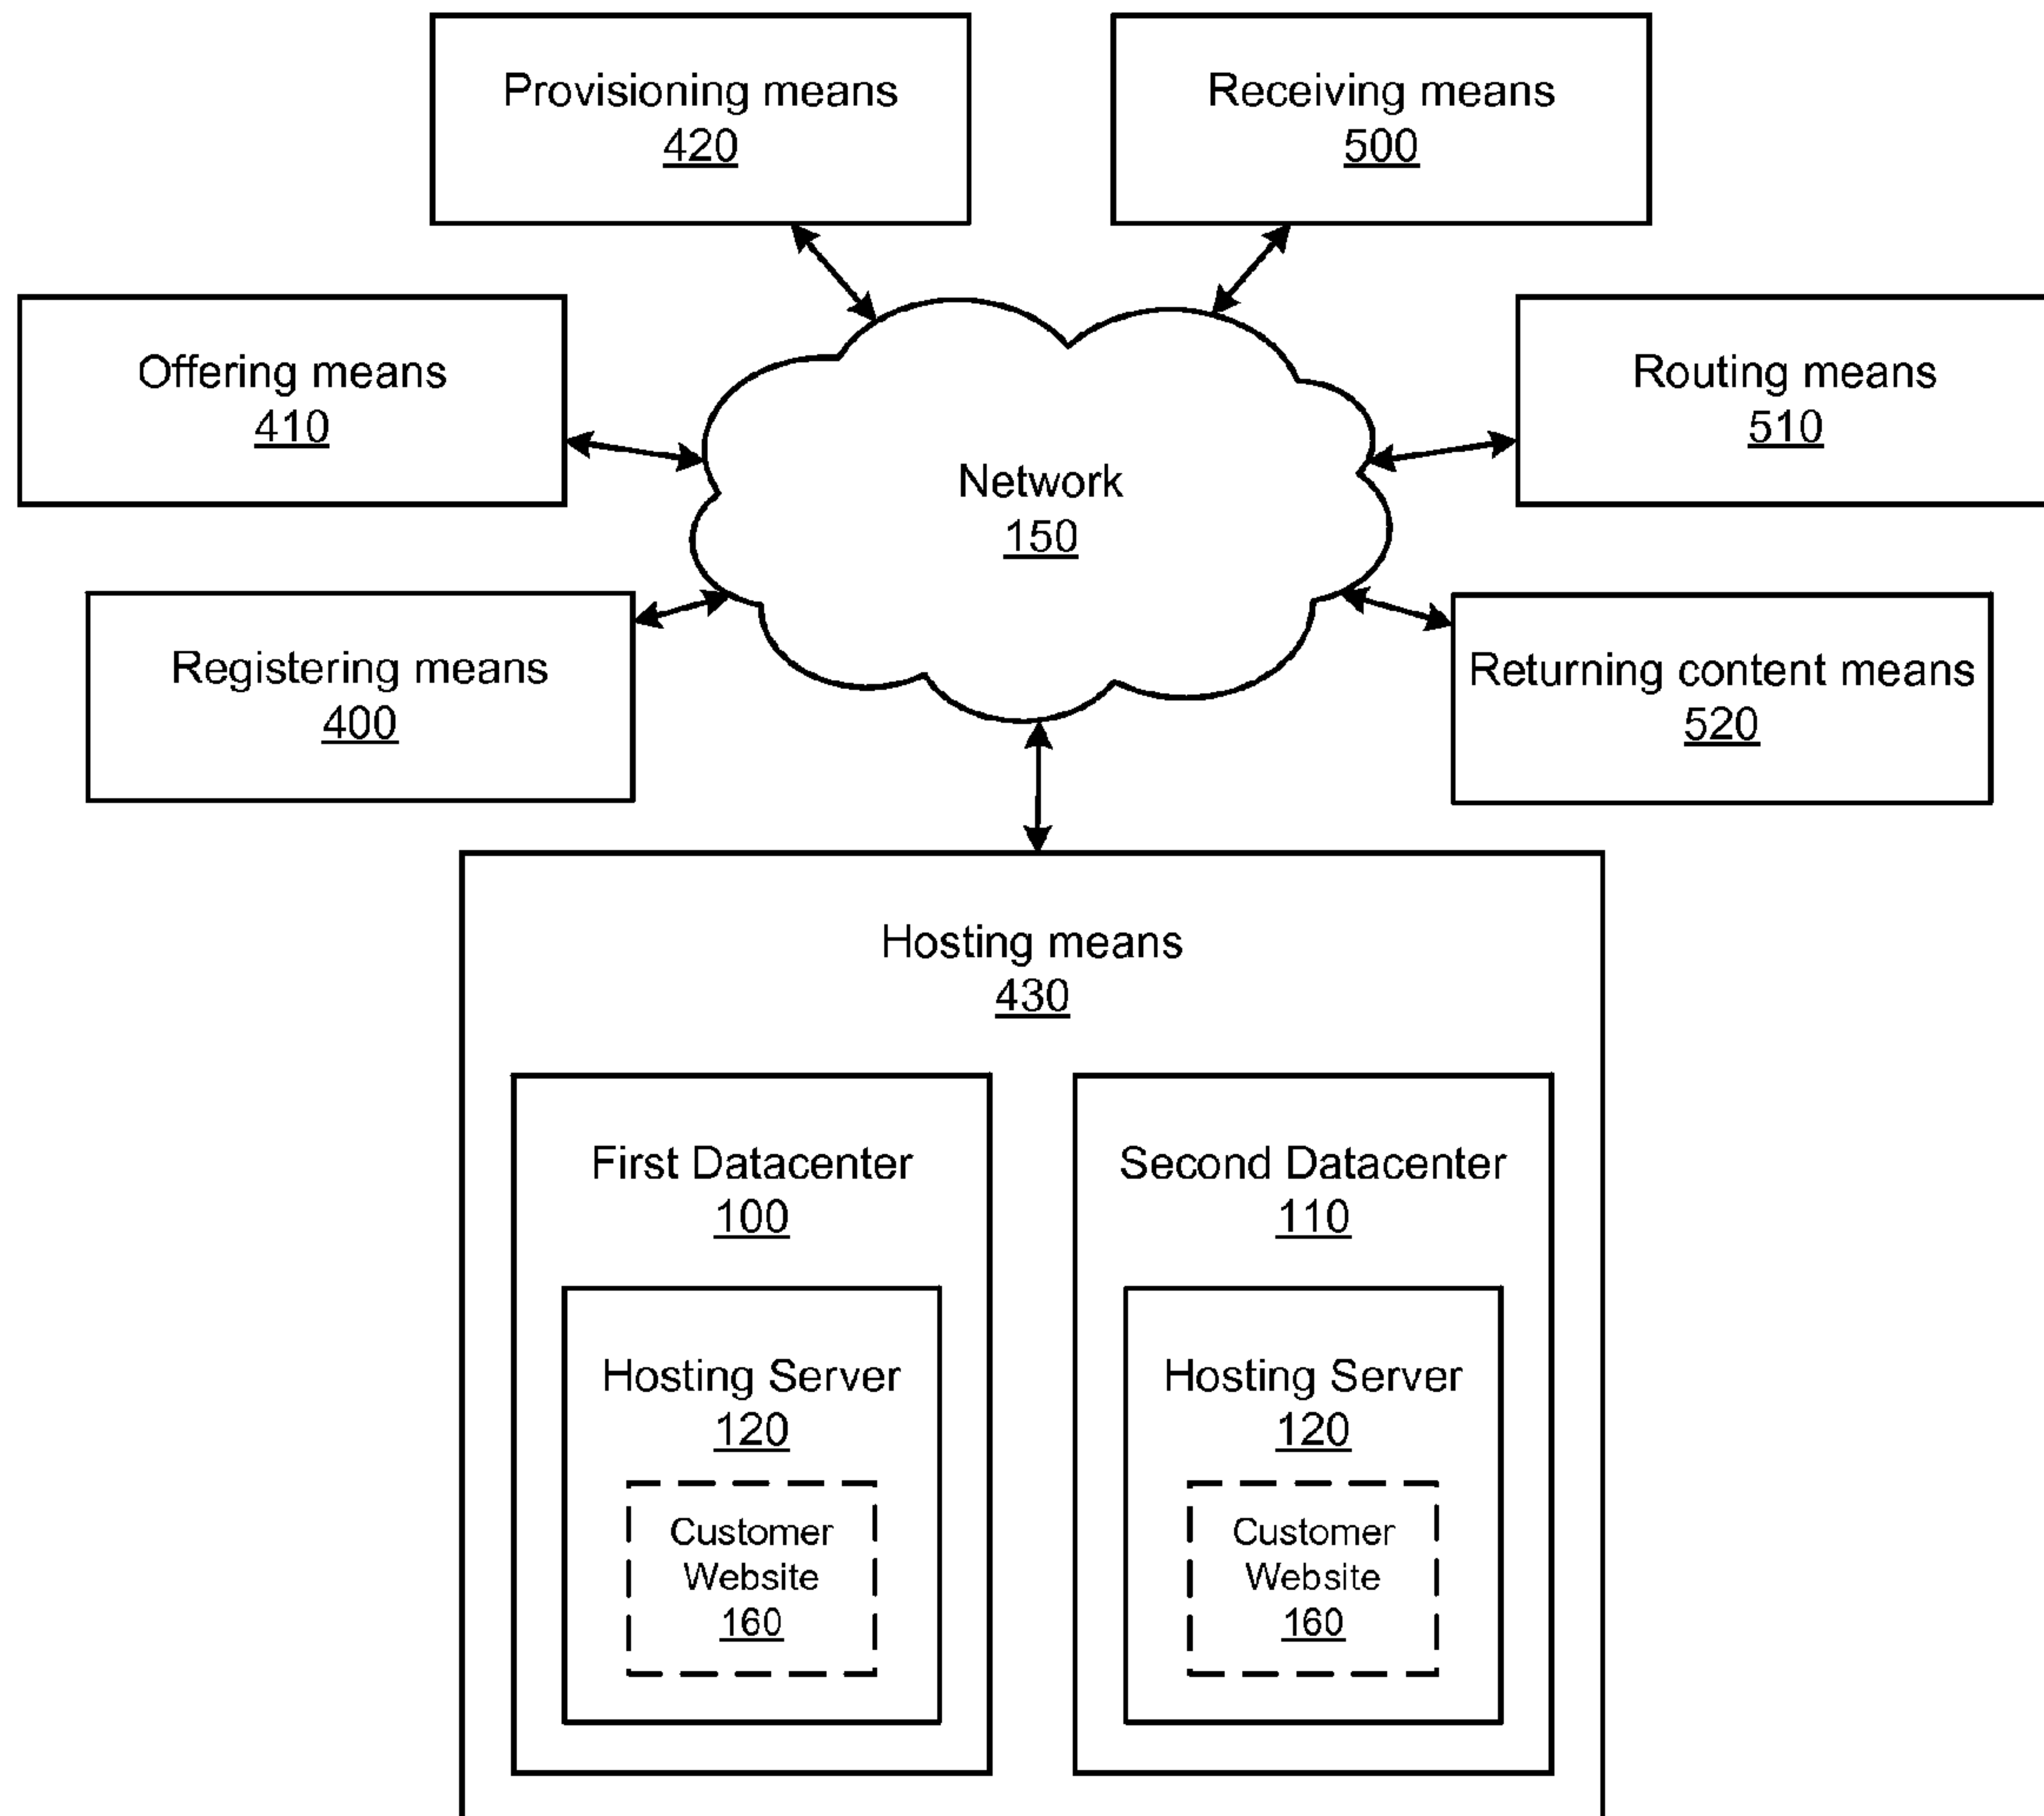 Provisioning means
420
Receiving means
500
Offering means
410
Routing means
510
Network
150
Registering means
400
Returning content means
520
Hosting means
430
First Datacenter
100
Second Datacenter
110
Hosting Server
120
Hosting Server
120
Customer
Website
160
Customer
Website
160